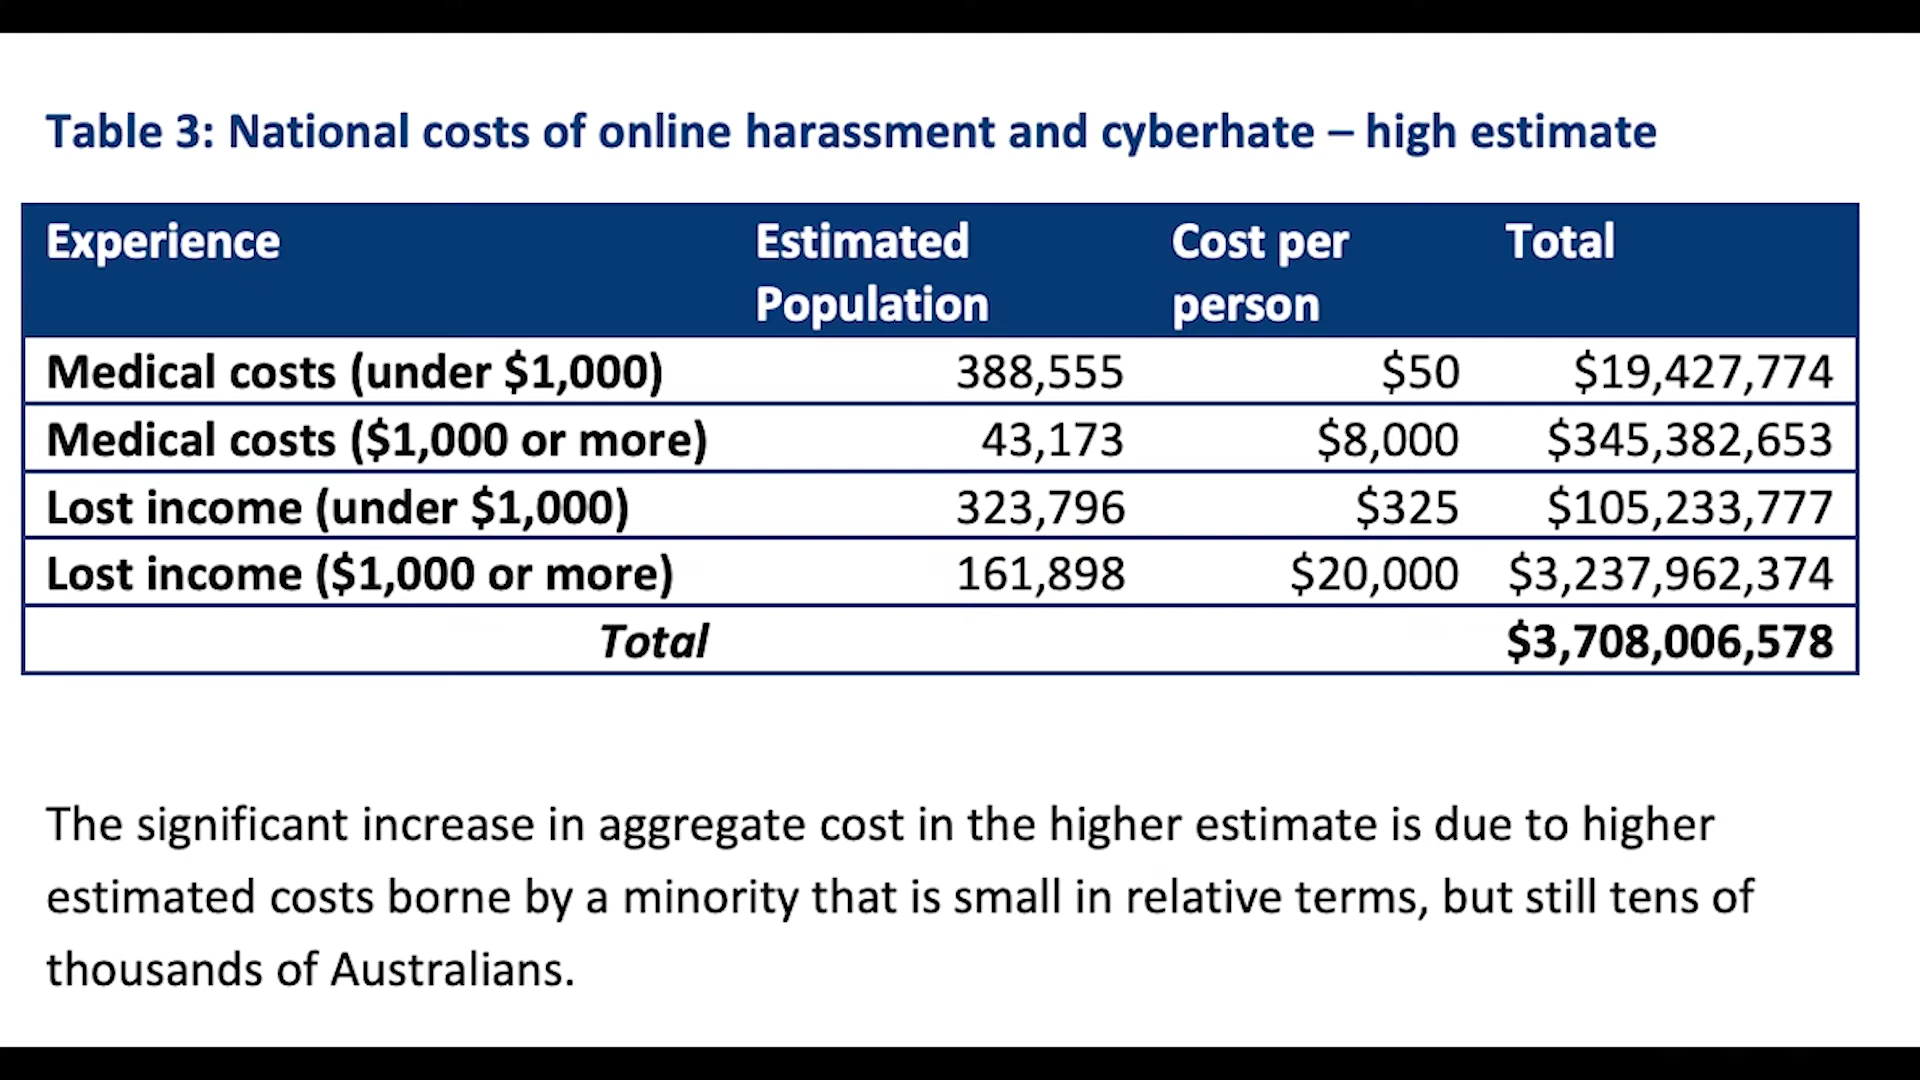 Table 3: National costs of online harassment and cyberhate – high estimate
Experience Estimated Population Cost per person Total
Medical costs (under $1,000) 388,555 $50 $19,427,774
Medical costs ($1,000 or more) 43,173 $8,000 $345,382,653
Lost income (under $1,000) 323,796 $325 $105,233,777
Lost income ($1,000 or more) 161,898 $20,000 $3,237,962,374
Total $3,708,006,578
The significant increase in aggregate cost in the higher estimate is due to higher
estimated costs borne by a minority that is small in relative terms, but still tens of
thousands of Australians.